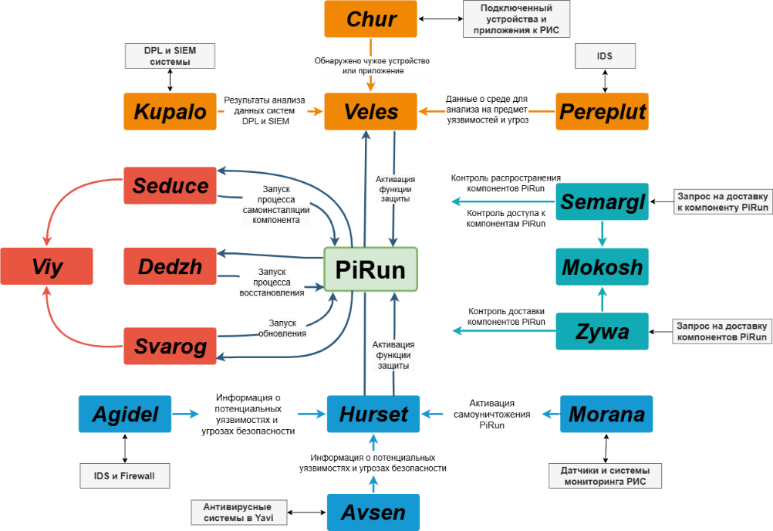 Chur
Подключенный
устройства и
приложения к РИС
DPL и SIEM
системы
Обнаружено чужое устройство
или приложение
IDS
Kupalo
Результаты анализа
данных систем
DPL и SIEM
Veles
Данные о среде для
анализа на предмет
уязвимостей и угроз
Pereplut
Seduce
Запуск
процесса
самоинсталяции
компонента
Активация
функции
защиты
Контроль распространения
компонентов PiRun
Контроль доступа к
компонентам PiRun
Semargl
Запрос на доставку
к компоненту PiRun
Viy
Dedzh
Запуск
процесса
восстановления
PiRun
Mokosh
Svarog
Запуск
обновления
Активация
функции
защиты
Контроль доставки
компонентов PiRun
Zywa
Запрос на доставку
компонентов PiRun
Agidel
Информация о
потенциальных
уязвимостях и
угрозах безопасности
Hurset
Активация
самоуничтожения
PiRun
Morana
IDS и Firewall
Информация о потенциальных
уязвимостях и угрозах безопасности
Датчики и системы
мониторинга РИС
Антивирусные
системы в Yavi
Avsen